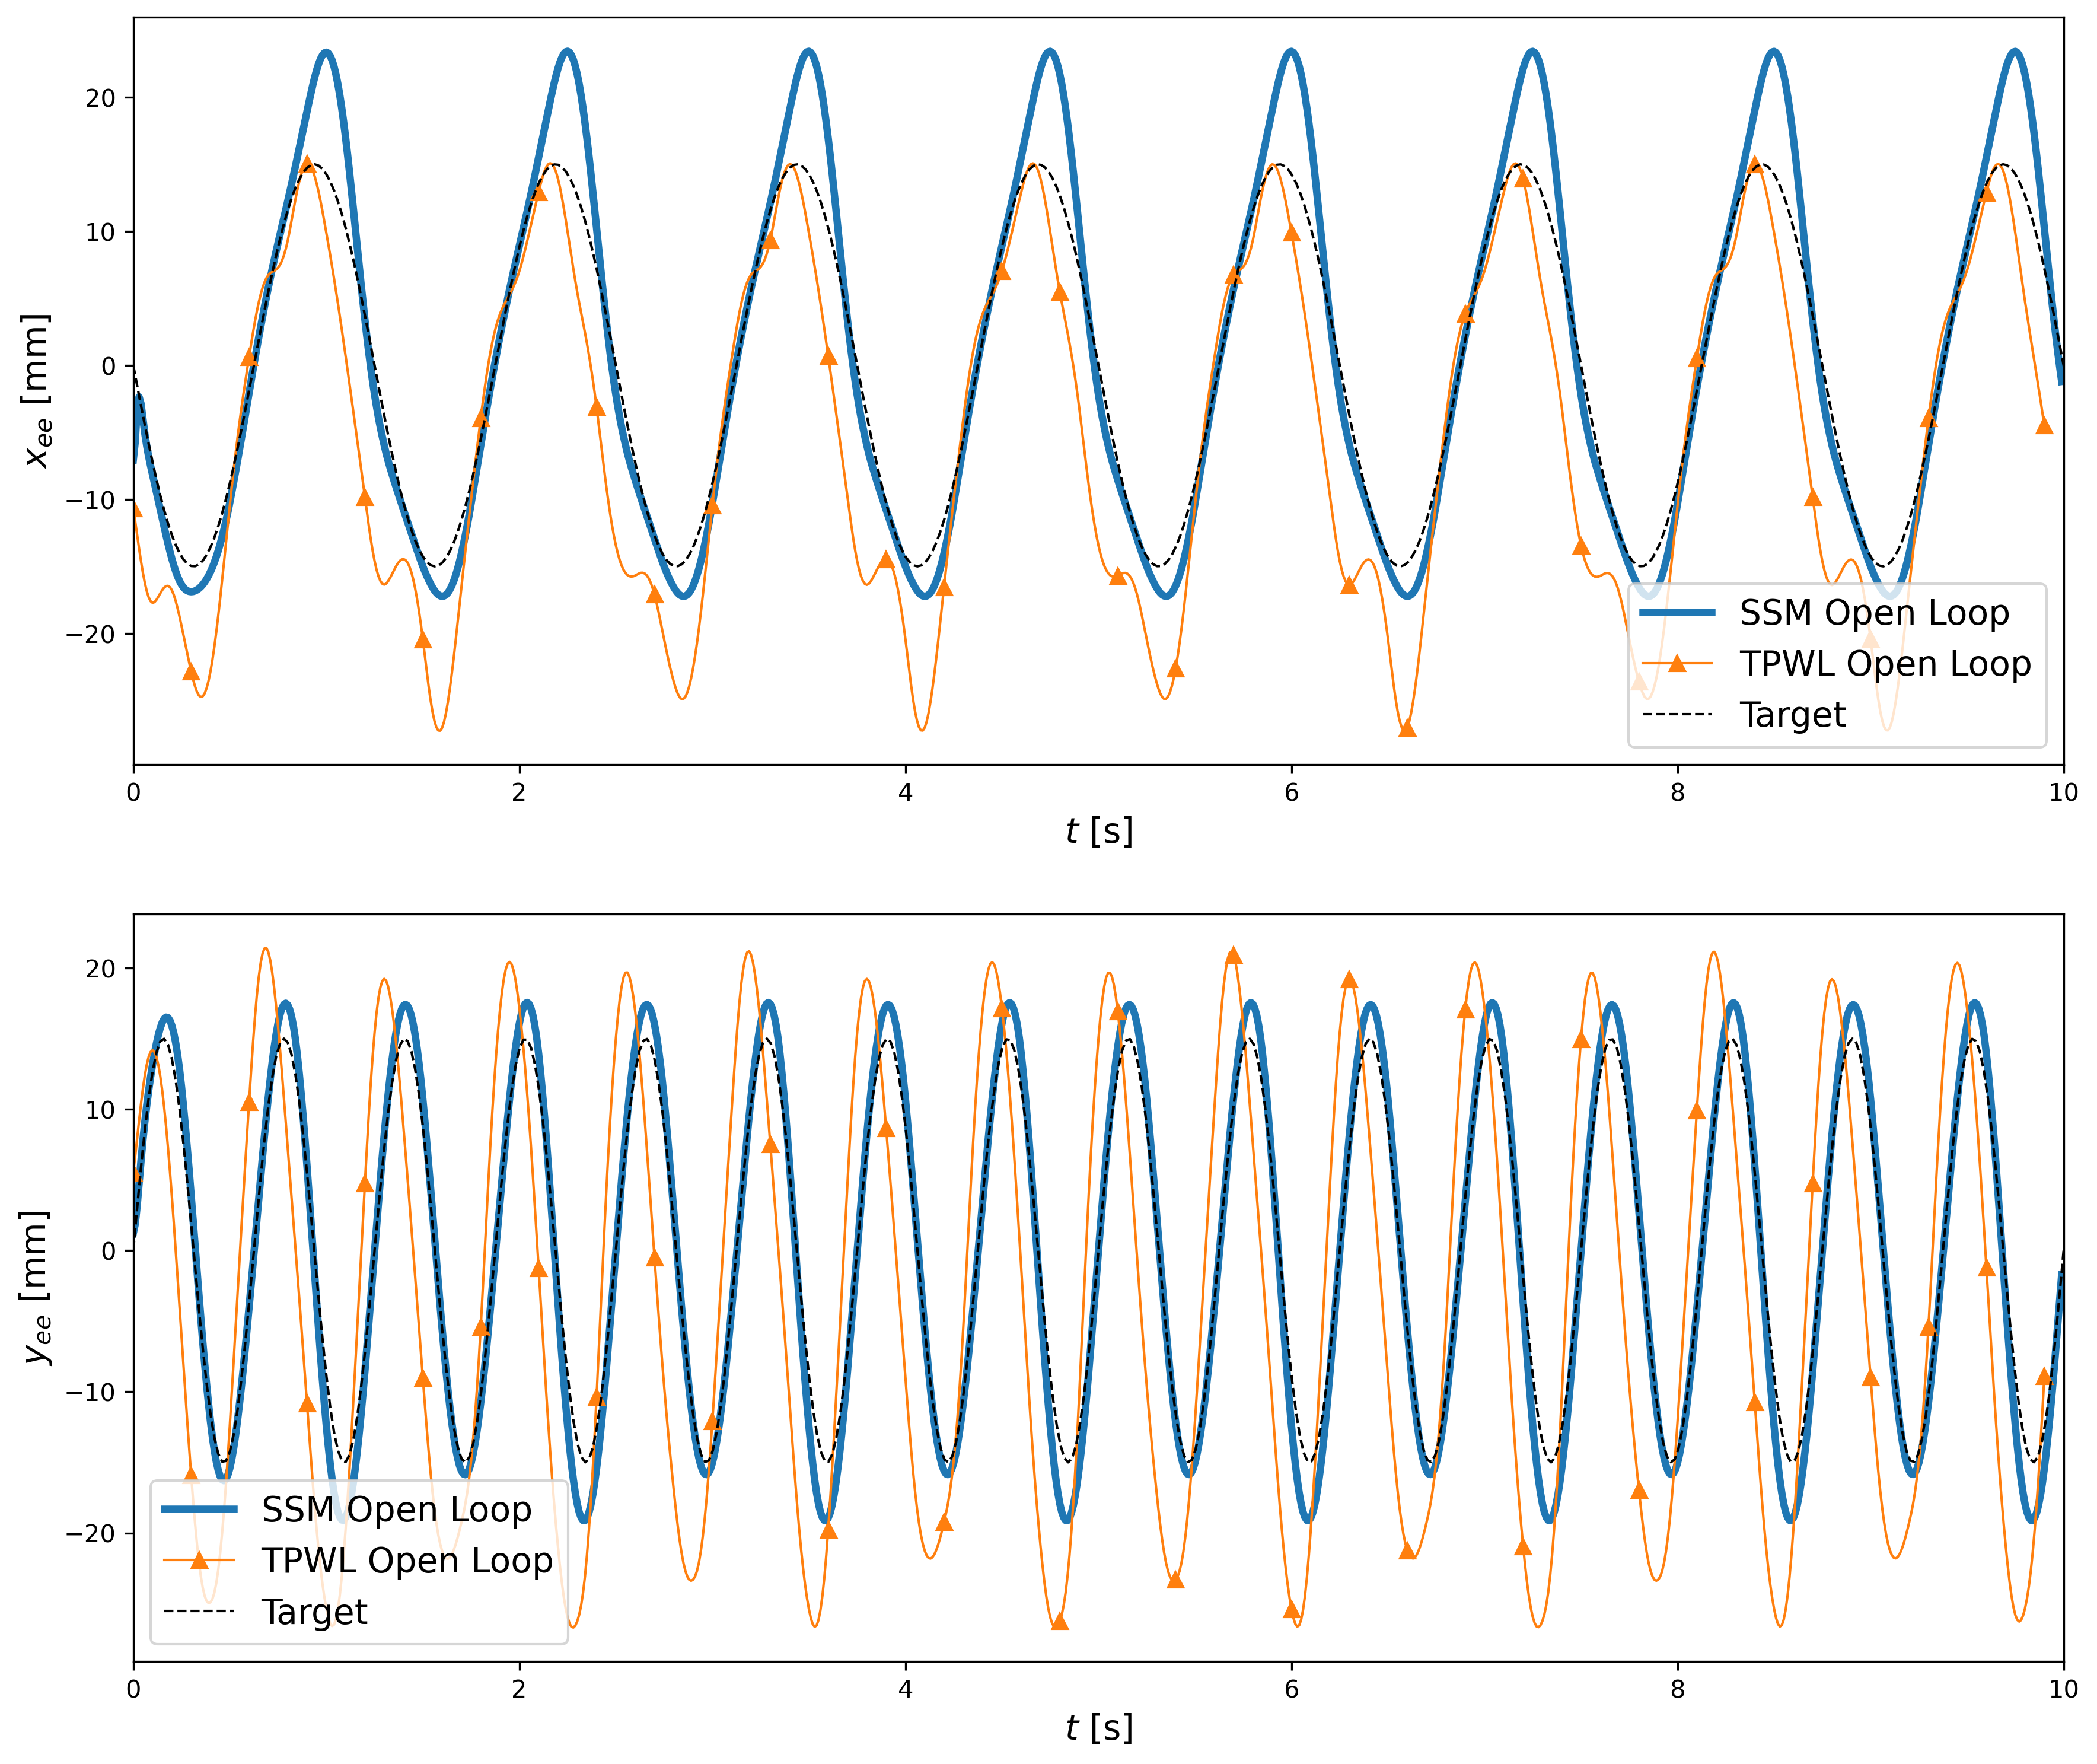 20
10
0
−10
−20
x_ee [mm]
0 2 4 6 8 10
t [s]
SSM Open Loop
TPWL Open Loop
Target
20
10
0
−10
−20
y_ee [mm]
0 2 4 6 8 10
t [s]
SSM Open Loop
TPWL Open Loop
Target